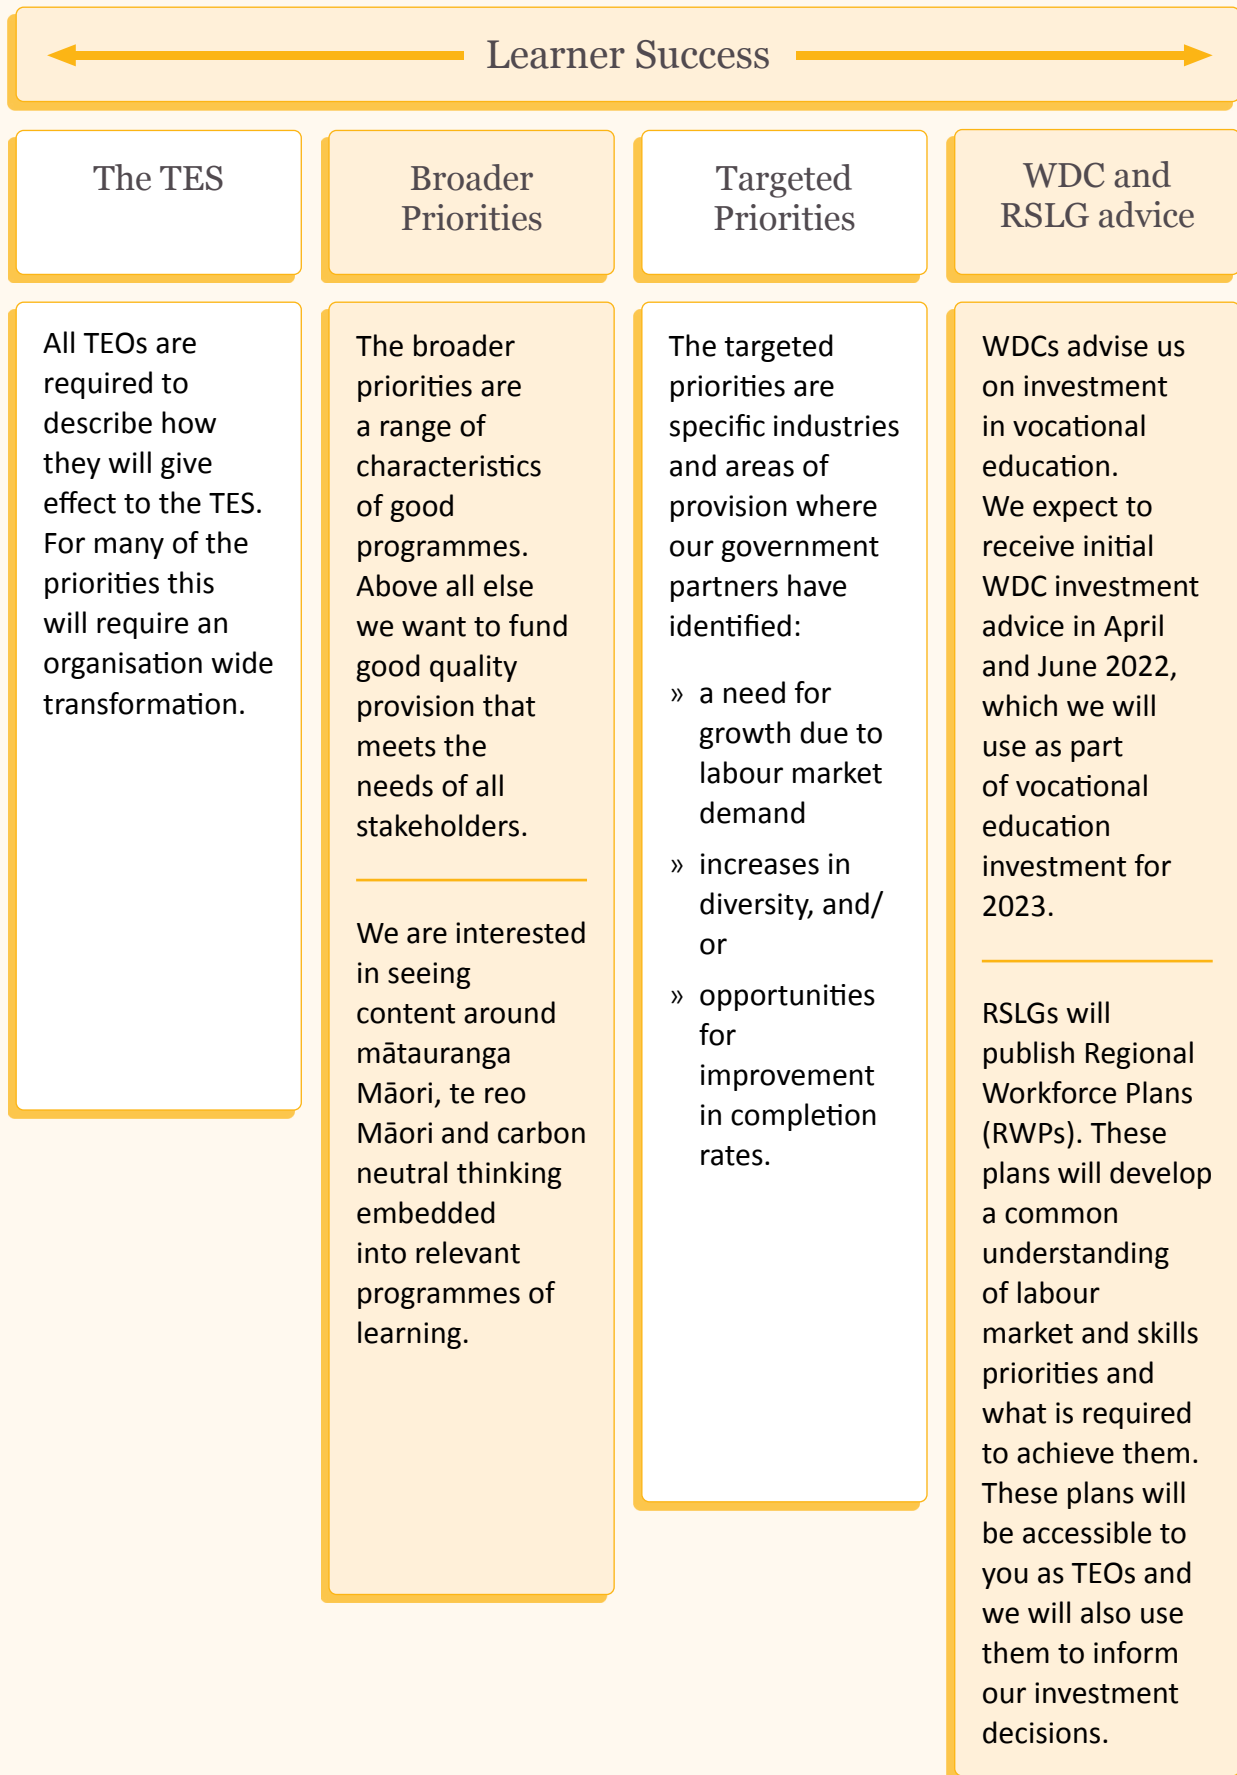 Learner Success
The TES
Broader
Priorities
Targeted
Priorities
WDC and
RSLG advice
All TEOs are
required to
describe how
they will give
effect to the TES.
For many of the
priorities this
will require an
organisation wide
transformation.
The broader
priorities are
a range of
characteristics
of good
programmes.
Above all else
we want to fund
good quality
provision that
meets the
needs of all
stakeholders.
We are interested
in seeing
content around
mātauranga
Māori, te reo
Māori and carbon
neutral thinking
embedded
into relevant
programmes of
learning.
The targeted
priorities are
specific industries
and areas of
provision where
our government
partners have
identified:
» a need for
growth due to
labour market
demand
» increases in
diversity, and/
or
» opportunities
for
improvement
in completion
rates.
WDCs advise us
on investment
in vocational
education.
We expect to
receive initial
WDC investment
advice in April
and June 2022,
which we will
use as part
of vocational
education
investment for
2023.
RSLGs will
publish Regional
Workforce Plans
(RWPs). These
plans will develop
a common
understanding
of labour
market and skills
priorities and
what is required
to achieve them.
These plans will
be accessible to
you as TEOs and
we will also use
them to inform
our investment
decisions.